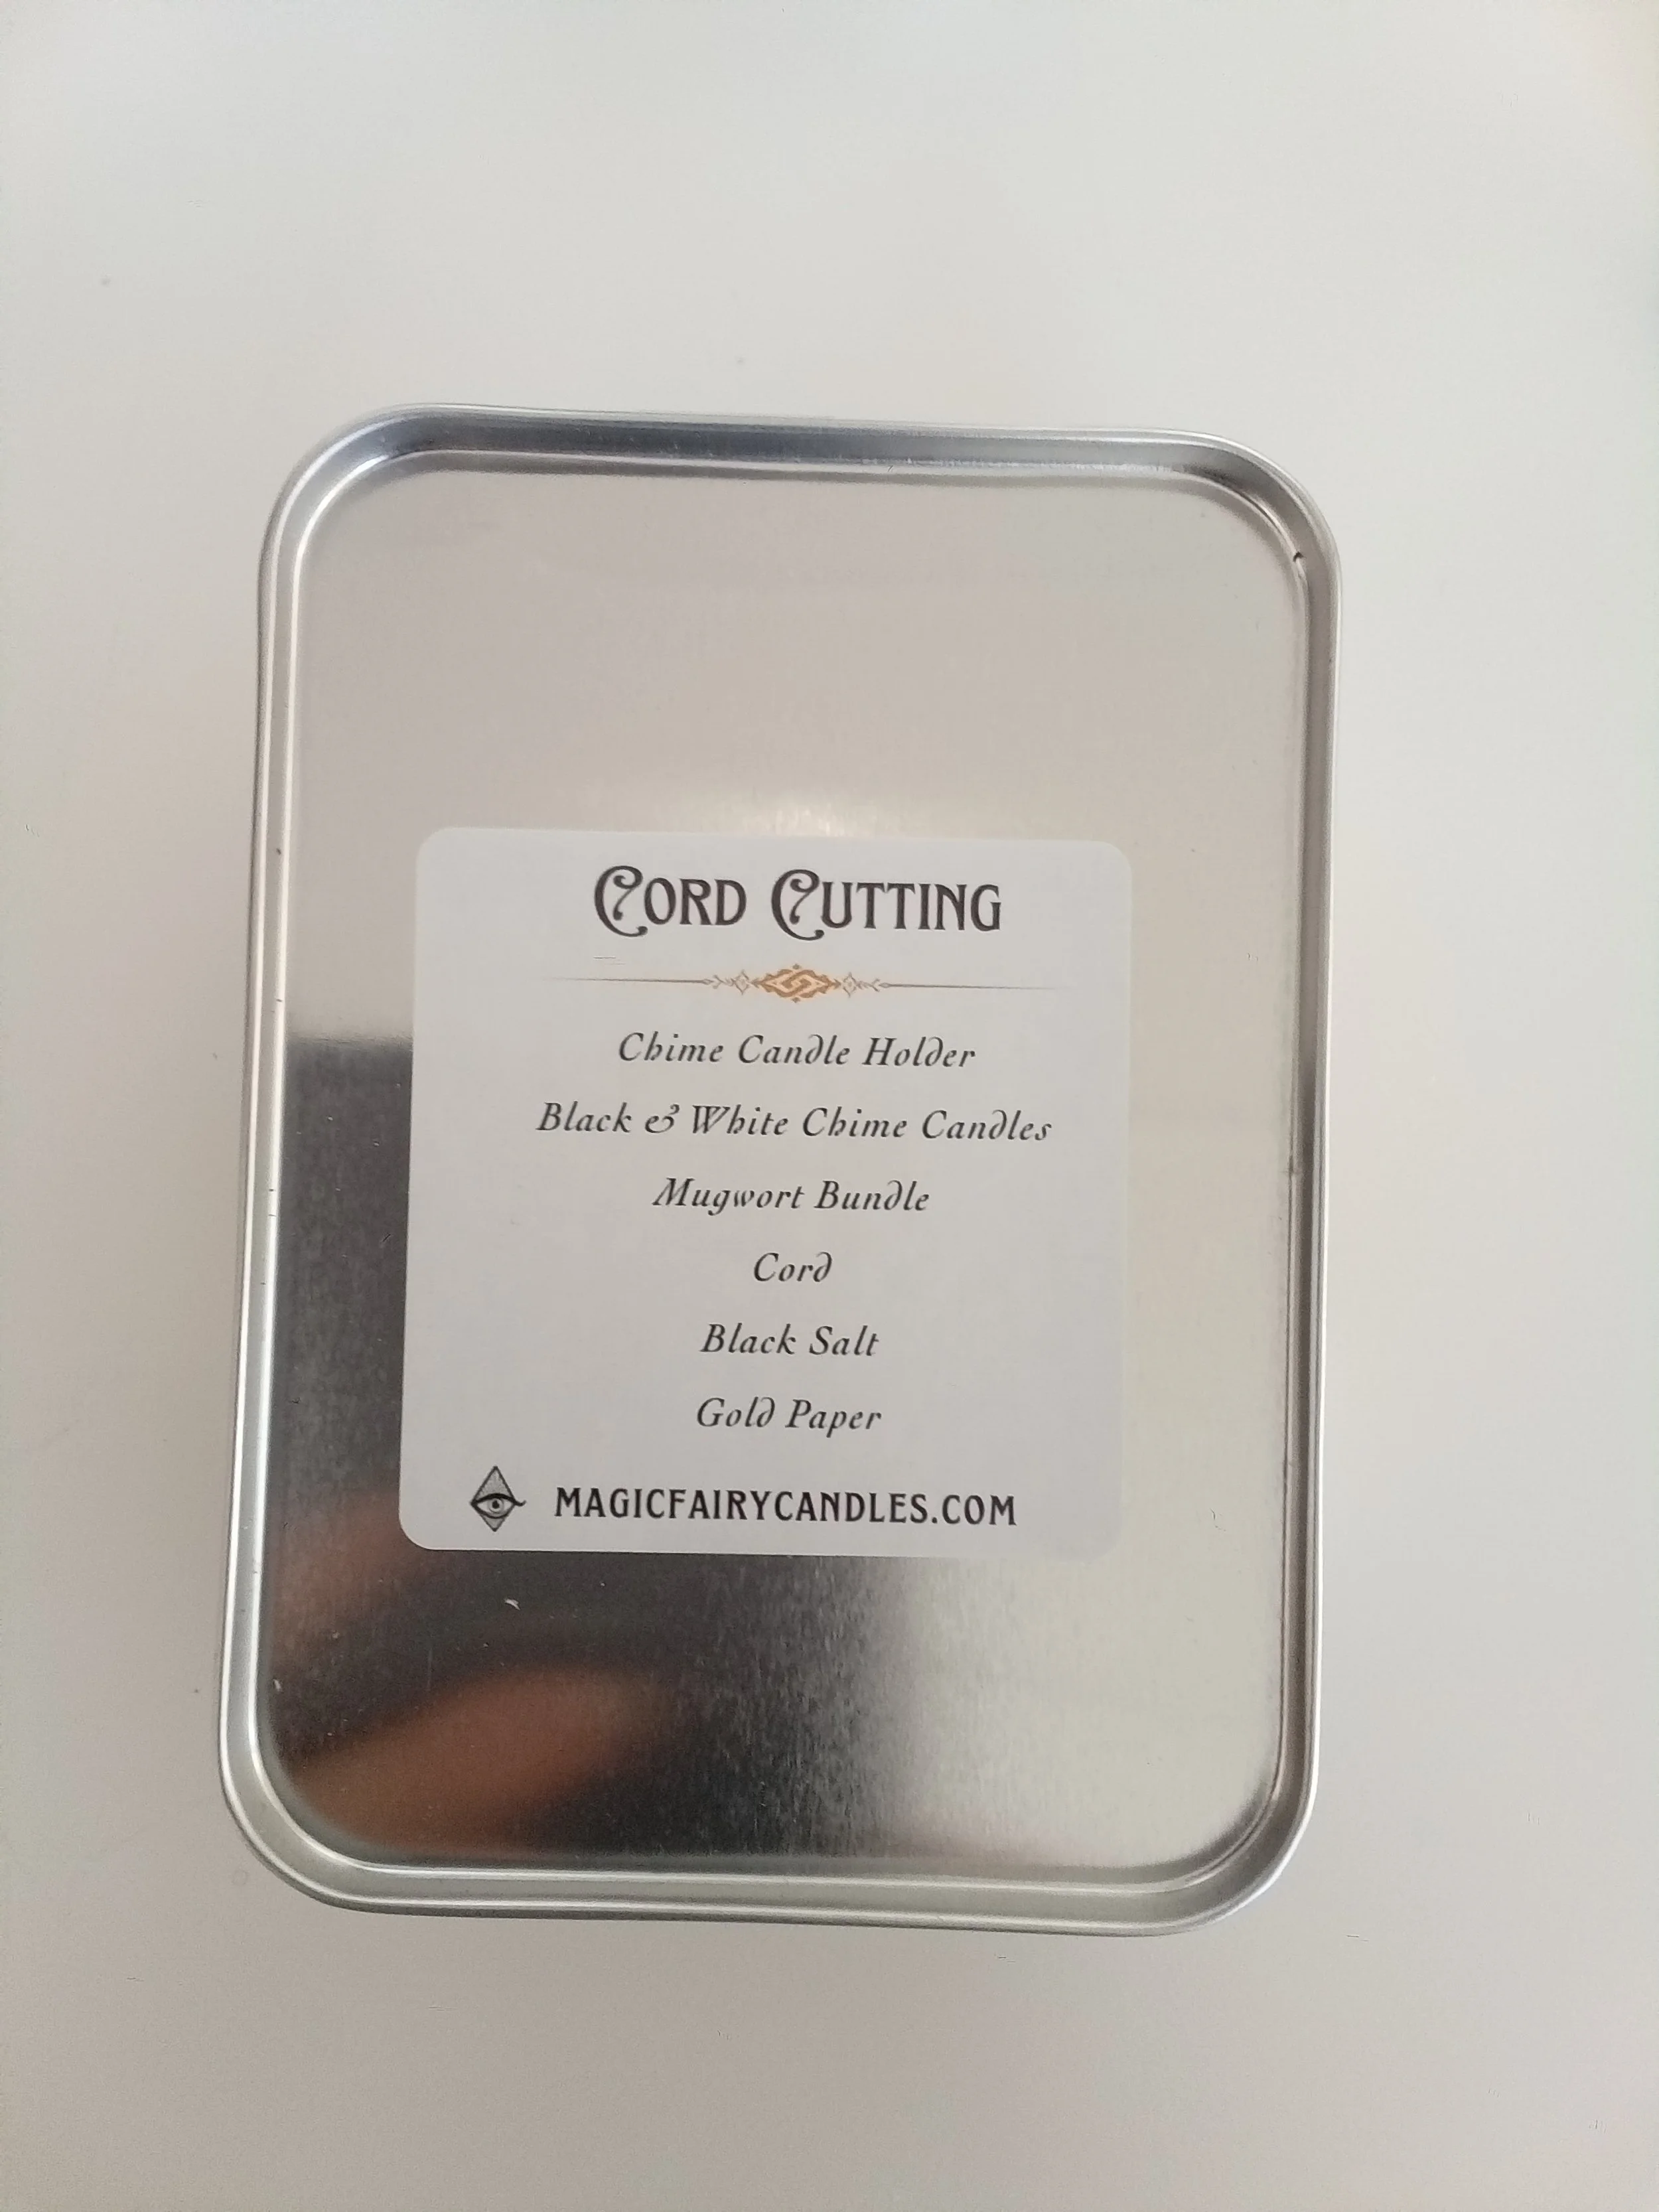 CORD CUTTING
Chime Candle Holder
Black & White Chime Candles
Mugwort Bundle
Cord
Black Salt
Gold Paper
MAGICFAIRYCANDLES.COM